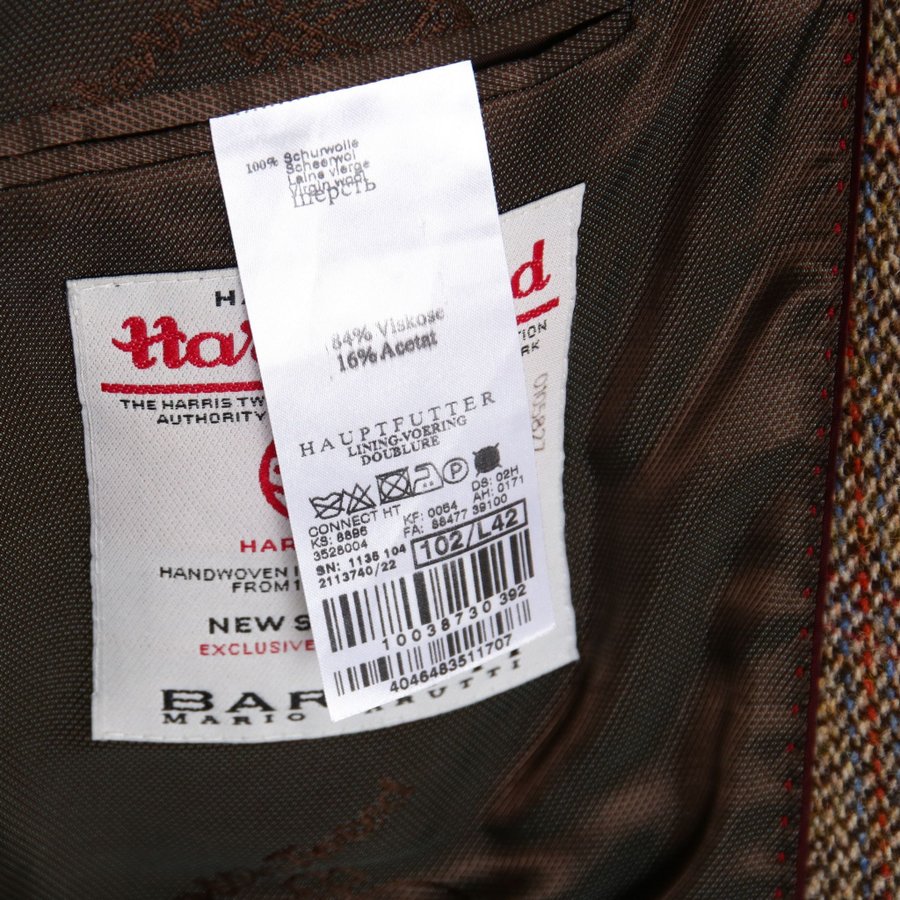 100% Schurwolle
Scheerwol
Laine vierge
Virgin wool
шерсть
84% Viskose
16% Acetat
HAUPTFUTTER
LINING-VOERING
DOUBLURE
CONNECT HT
KS: 8896
KF: 0064
DS: 02H
3528004
FA: 88477 39100
AH: 0171
SN: 1135 104
2113740/22
102/L42
10038730 392
4046483511707
THE HARRIS TW
AUTHORITY
HANDWOVEN
FROM
NEW S
EXCLUSIVE
BAR
MARIO